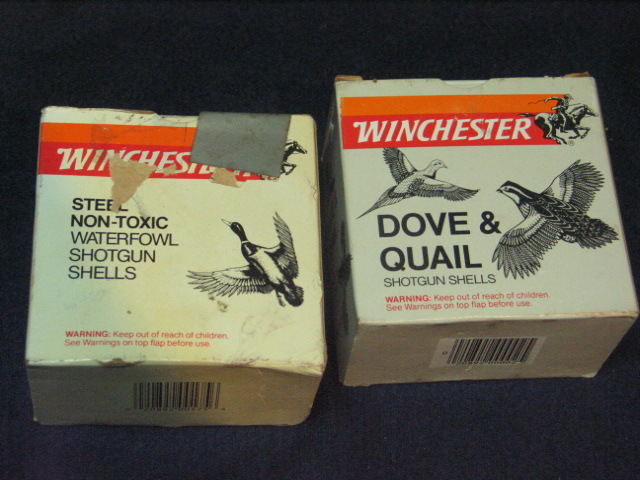 WINCHESTER
STEEL
NON-TOXIC
WATERFOWL
SHOTGUN
SHELLS
WARNING: Keep out of reach of children.
See Warnings on top flap before use.
WINCHESTER
DOVE &
QUAIL
SHOTGUN SHELLS
WARNING: Keep out of reach of children.
See Warnings on top flap before use.